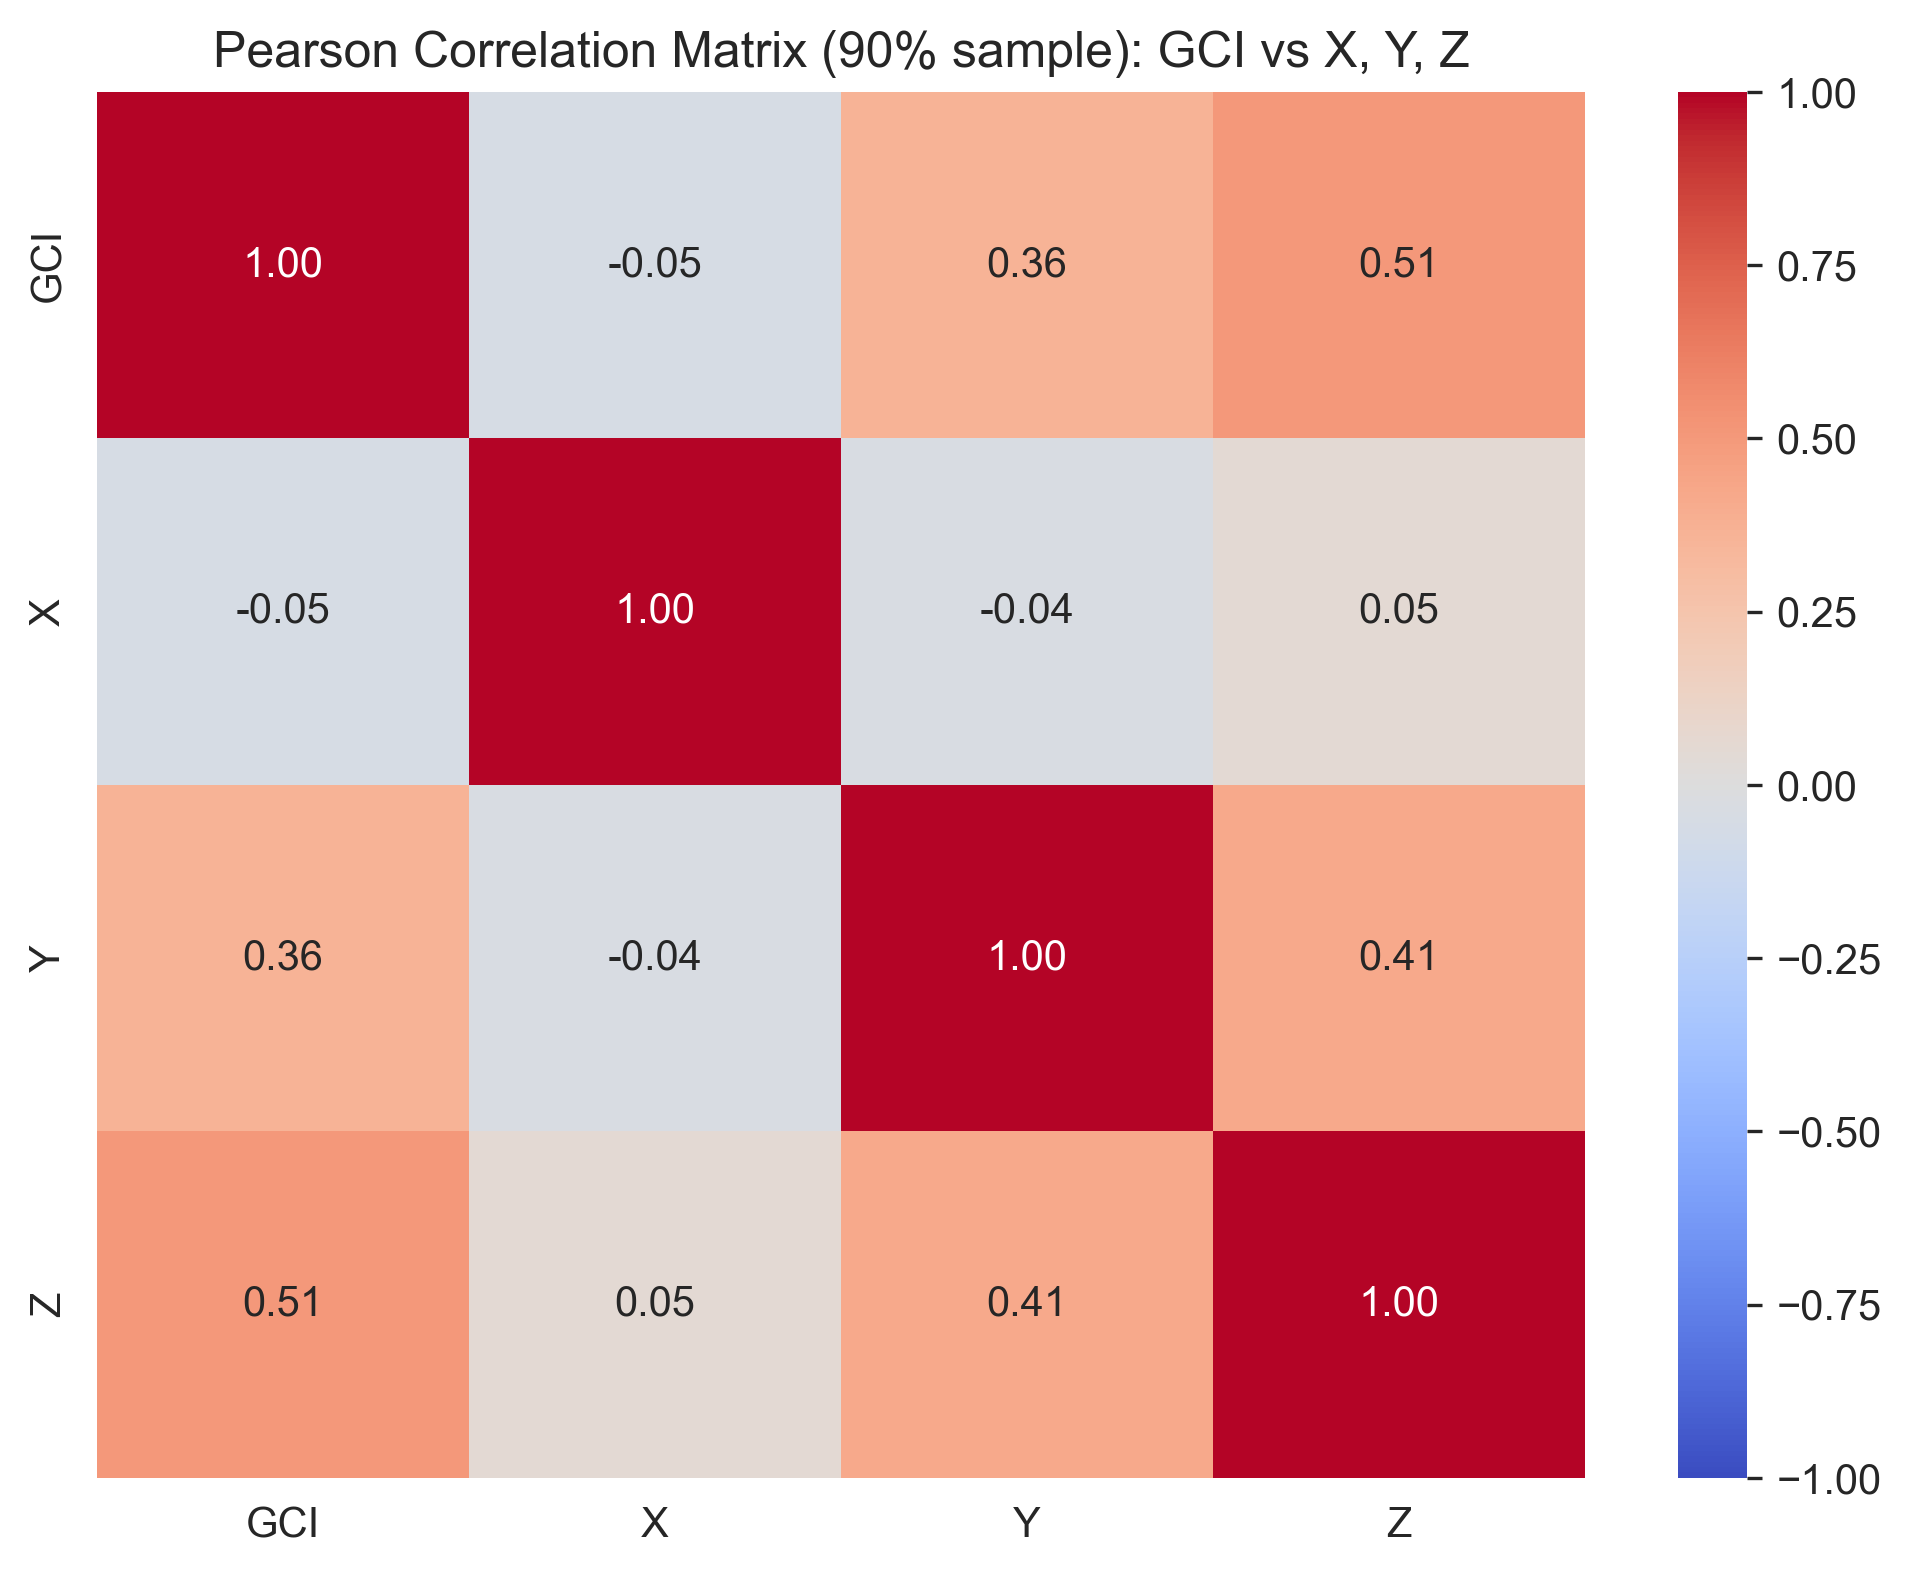 Pearson Correlation Matrix (90% sample): GCI vs X, Y, Z
GCI 1.00 -0.05 0.36 0.51
X -0.05 1.00 -0.04 0.05
Y 0.36 -0.04 1.00 0.41
Z 0.51 0.05 0.41 1.00
GCI X Y Z
1.00
0.75
0.50
0.25
0.00
−0.25
−0.50
−0.75
−1.00